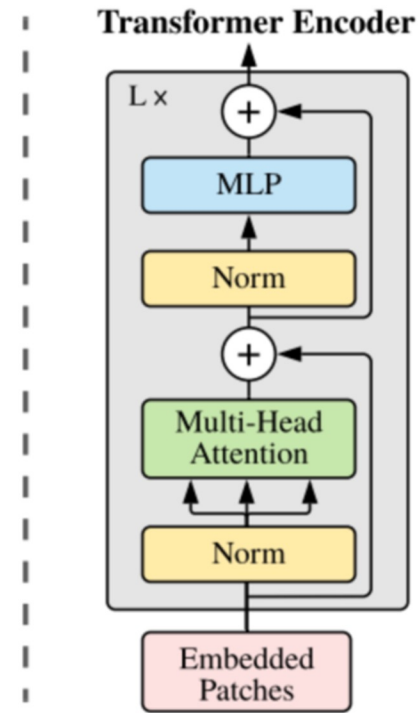 Transformer Encoder
L ×
+
MLP
Norm
+
Multi-Head
Attention
Norm
Embedded
Patches